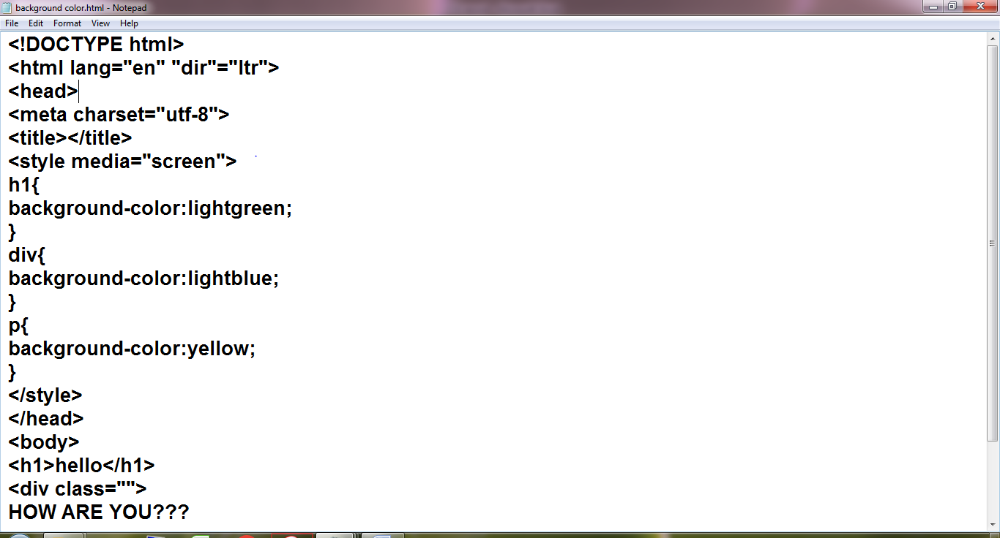 background color.html - Notepad
File Edit Format View Help
<!DOCTYPE html>
<html lang="en" "dir"="ltr">
<head>
<meta charset="utf-8">
<title></title>
<style media="screen">
h1{
background-color:lightgreen;
}
div{
background-color:lightblue;
}
p{
background-color:yellow;
}
</style>
</head>
<body>
<h1>hello</h1>
<div class="">
HOW ARE YOU???